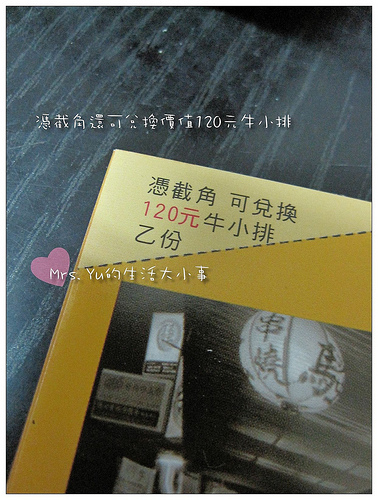 憑截角還可兌換價值120元牛小排
憑截角 可兌換
120元牛小排
乙份
Mrs. Yu的生活大小事
串燒
馬